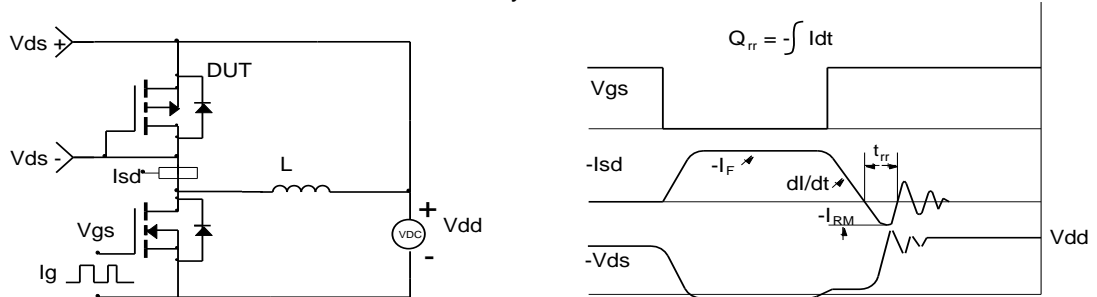 Vds +
DUT
Vds -
Isd
L
Vgs
Ig
+
VDC
-
Vdd
Qrr = -∫ Idt
Vgs
-Isd
-IF
dI/dt
trr
-IRM
-Vds
Vdd